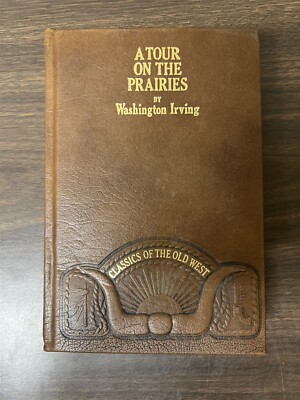 A TOUR
ON THE
PRAIRIES
BY
Washington Irving
CLASSICS OF THE OLD WEST